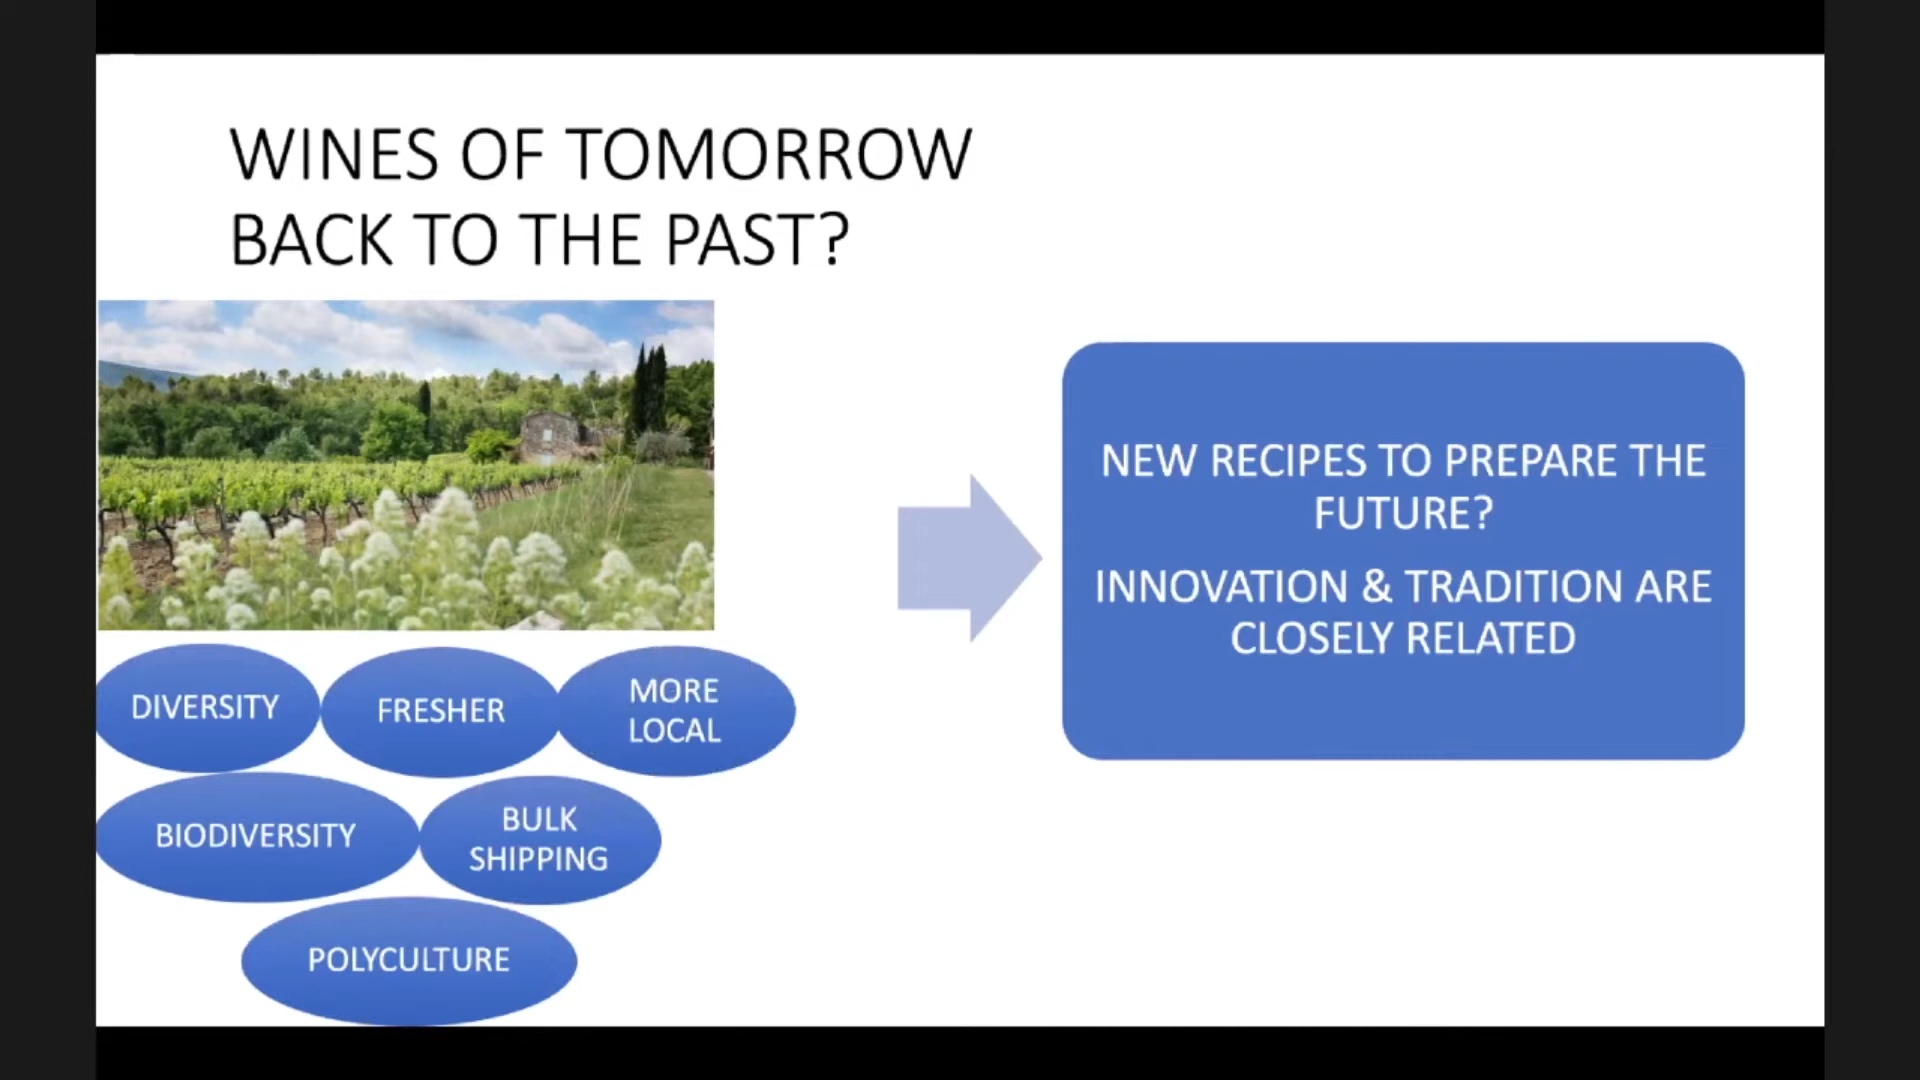 WINES OF TOMORROW
BACK TO THE PAST?
DIVERSITY
FRESHER
MORE
LOCAL
BIODIVERSITY
BULK
SHIPPING
POLYCULTURE
NEW RECIPES TO PREPARE THE
FUTURE?
INNOVATION & TRADITION ARE
CLOSELY RELATED